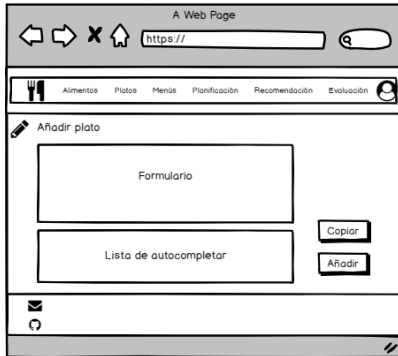 A Web Page
https://
Alimentos Platos Menús Planificación Recomendación Evaluación
Añadir plato
Formulario
Copiar
Lista de autocompletar
Añadir